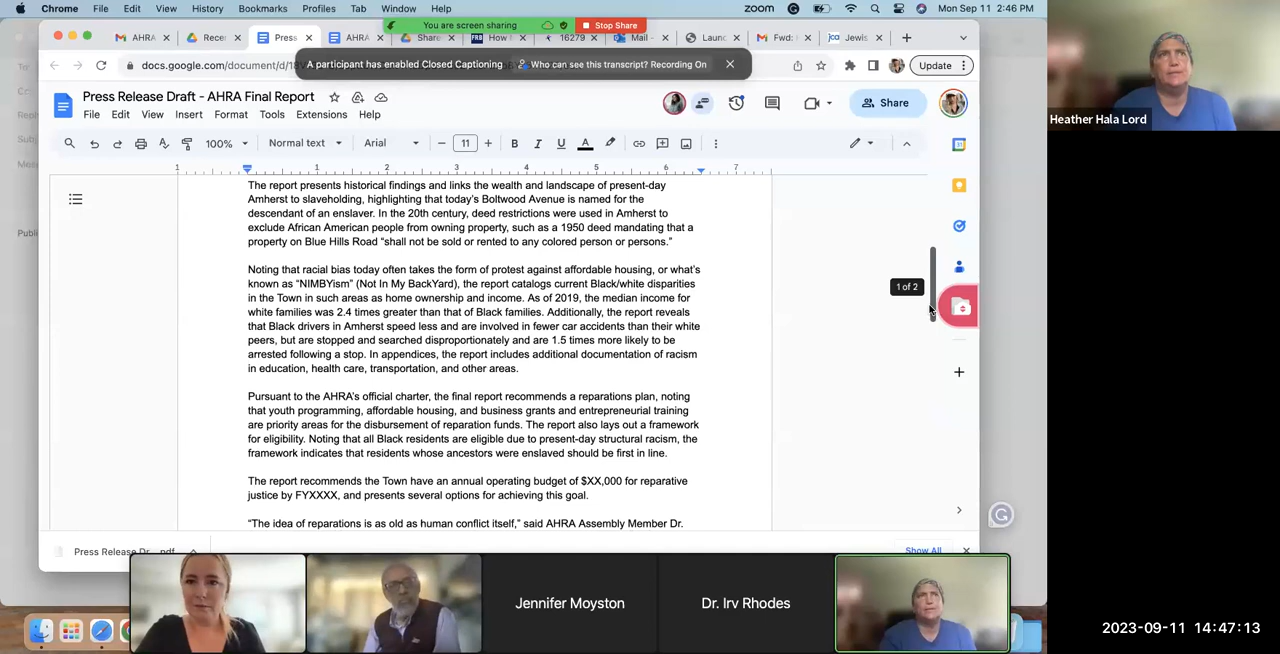 Chrome File Edit View History Bookmarks Profiles Tab Window Help zoom Mon Sep 11 2:46 PM
You are screen sharing Stop Share
AHRA Recen Press AHRA Share How 16279 Mail - Launc Fwd: Jewis
docs.google.com/document/d/18
A participant has enabled Closed Captioning Who can see this transcript? Recording On
Update
Press Release Draft - AHRA Final Report
File Edit View Insert Format Tools Extensions Help
Share
100% Normal text Arial 11
1 1 2 3 4 5 6 7
The report presents historical findings and links the wealth and landscape of present-day
Amherst to slaveholding, highlighting that today's Boltwood Avenue is named for the
descendant of an enslaver. In the 20th century, deed restrictions were used in Amherst to
exclude African American people from owning property, such as a 1950 deed mandating that a
property on Blue Hills Road “shall not be sold or rented to any colored person or persons.”
Noting that racial bias today often takes the form of protest against affordable housing, or what's
known as “NIMBYism” (Not In My BackYard), the report catalogs current Black/white disparities
in the Town in such areas as home ownership and income. As of 2019, the median income for
white families was 2.4 times greater than that of Black families. Additionally, the report reveals
that Black drivers in Amherst speed less and are involved in fewer car accidents than their white
peers, but are stopped and searched disproportionately and are 1.5 times more likely to be
arrested following a stop. In appendices, the report includes additional documentation of racism
in education, health care, transportation, and other areas.
Pursuant to the AHRA's official charter, the final report recommends a reparations plan, noting
that youth programming, affordable housing, and business grants and entrepreneurial training
are priority areas for the disbursement of reparation funds. The report also lays out a framework
for eligibility. Noting that all Black residents are eligible due to present-day structural racism, the
framework indicates that residents whose ancestors were enslaved should be first in line.
The report recommends the Town have an annual operating budget of $XX,000 for reparative
justice by FYXXXX, and presents several options for achieving this goal.
“The idea of reparations is as old as human conflict itself,” said AHRA Assembly Member Dr.
1 of 2
Press Release Dr....pdf
Show All
Heather Hala Lord
Jennifer Moyston
Dr. Irv Rhodes
2023-09-11 14:47:13